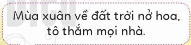 Mùa xuân về đất trời nở hoa,
tô thắm mọi nhà.